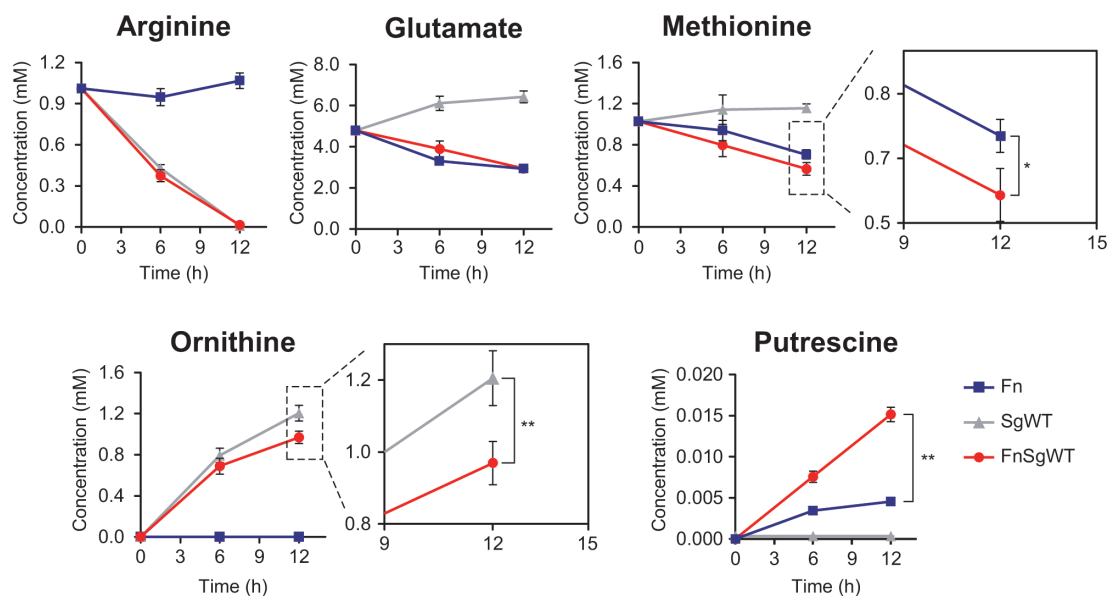 Arginine
Glutamate
Methionine
Concentration (mM)
1.2
0.9
0.6
0.3
0.0
0 3 6 9 12
Time (h)
Concentration (mM)
8.0
6.0
4.0
2.0
0.0
0 3 6 9 12
Time (h)
Concentration (mM)
1.6
1.2
0.8
0.4
0.0
0 3 6 9 12
Time (h)
0.8
0.7
0.5
*
9 12 15
Ornithine
Putrescine
Concentration (mM)
1.6
1.2
0.8
0.4
0.0
0 3 6 9 12
Time (h)
1.2
1.0
0.8
**
9 12 15
Concentration (mM)
0.020
0.015
0.010
0.005
0.000
0 3 6 9 12
Time (h)
**
Fn
SgWT
FnSgWT